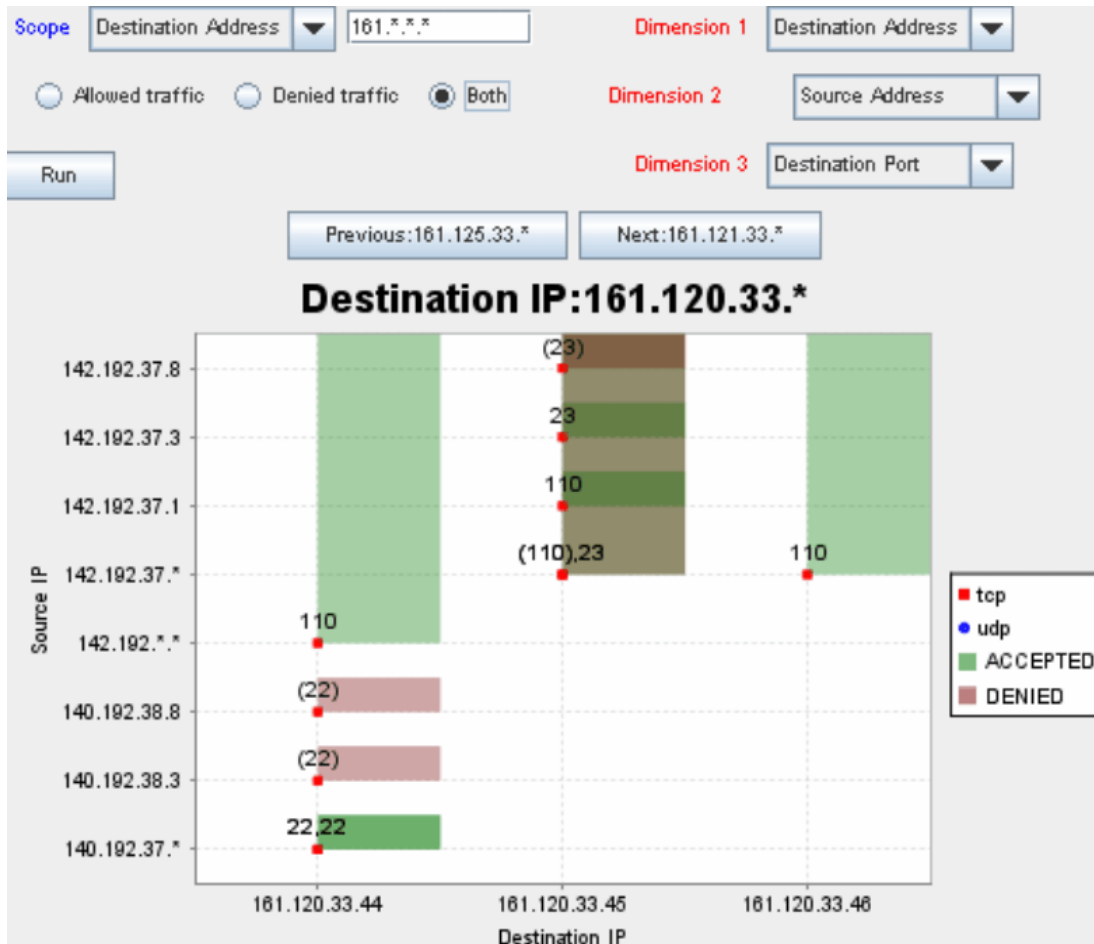 Scope Destination Address 161.*.*.* Dimension 1 Destination Address
Allowed traffic Denied traffic Both Dimension 2 Source Address
Run Dimension 3 Destination Port
Previous:161.125.33.* Next:161.121.33.*
Destination IP:161.120.33.*
(23)
142.192.37.8
23
142.192.37.3
110
142.192.37.1
(110),23 110
142.192.37.*
Source IP
110
142.192.*.*
(22)
140.192.38.8
(22)
140.192.38.3
22,22
140.192.37.*
tcp
udp
ACCEPTED
DENIED
161.120.33.44 161.120.33.45 161.120.33.46
Destination IP